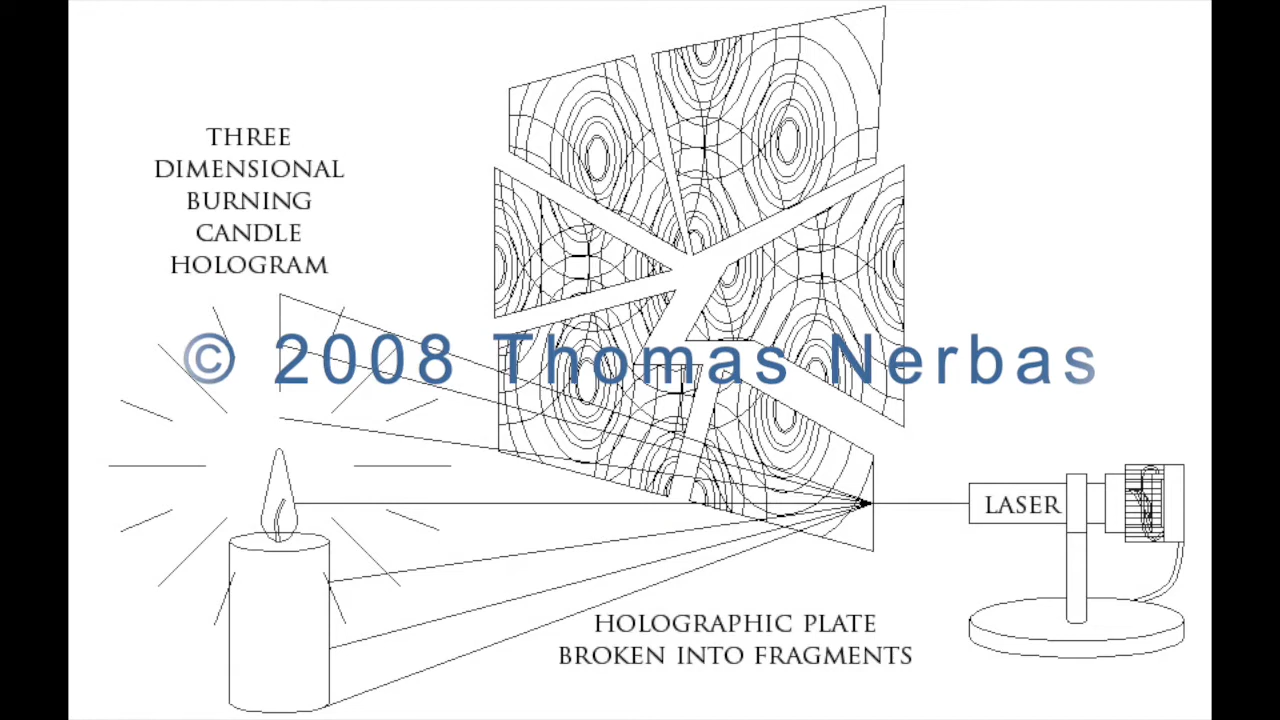 THREE
DIMENSIONAL
BURNING
CANDLE
HOLOGRAM
© 2008 Thomas Nerbas
LASER
HOLOGRAPHIC PLATE
BROKEN INTO FRAGMENTS